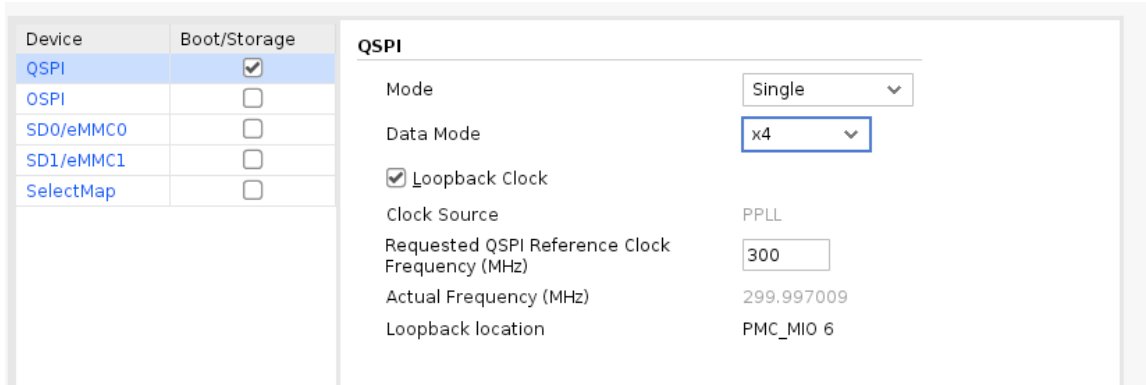 Device Boot/Storage
QSPI
OSPI
SD0/eMMC0
SD1/eMMC1
SelectMap
QSPI
Mode Single
Data Mode x4
Loopback Clock
Clock Source PPLL
Requested QSPI Reference Clock
Frequency (MHz) 300
Actual Frequency (MHz) 299.997009
Loopback location PMC_MIO 6